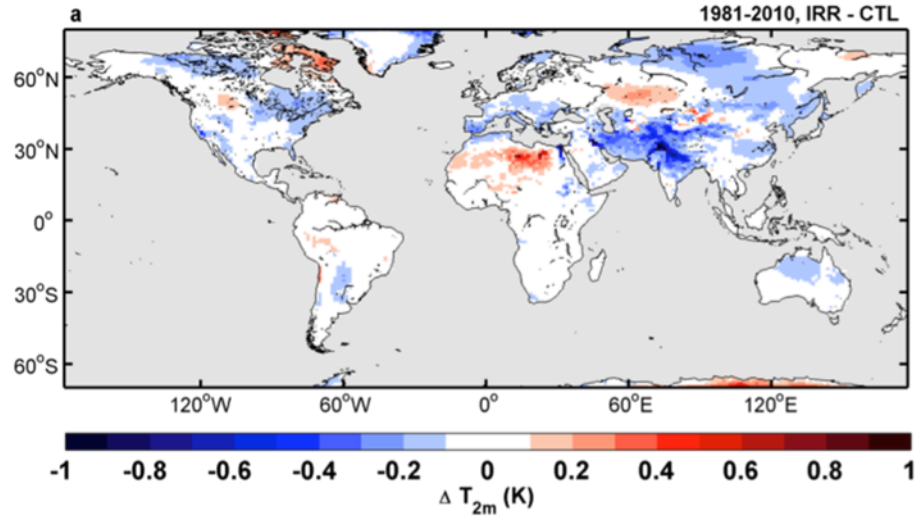 a
1981-2010, IRR - CTL
60°N
30°N
0°
30°S
60°S
120°W 60°W 0° 60°E 120°E
-1 -0.8 -0.6 -0.4 -0.2 0 0.2 0.4 0.6 0.8 1
Δ T2m (K)